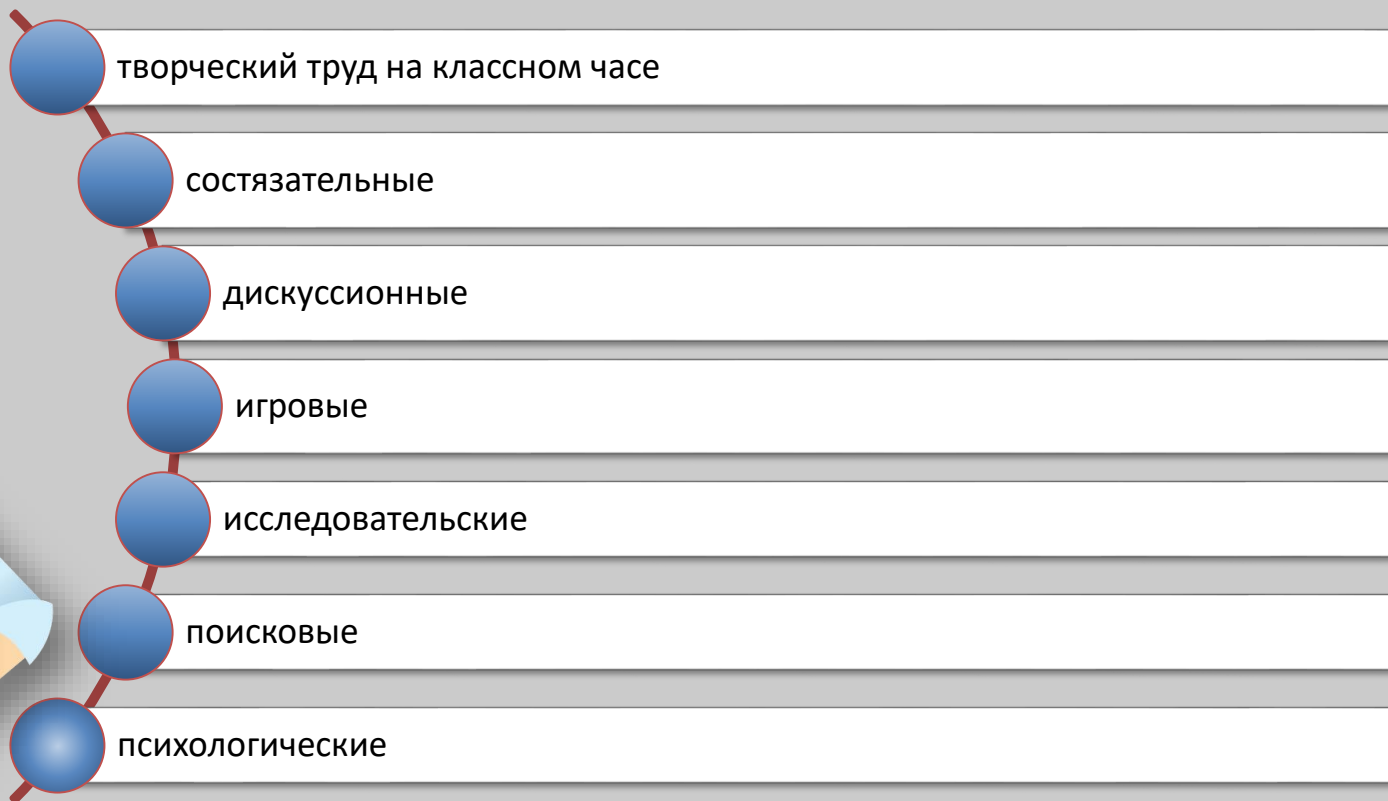 творческий труд на классном часе
состязательные
дискуссионные
игровые
исследовательские
поисковые
психологические